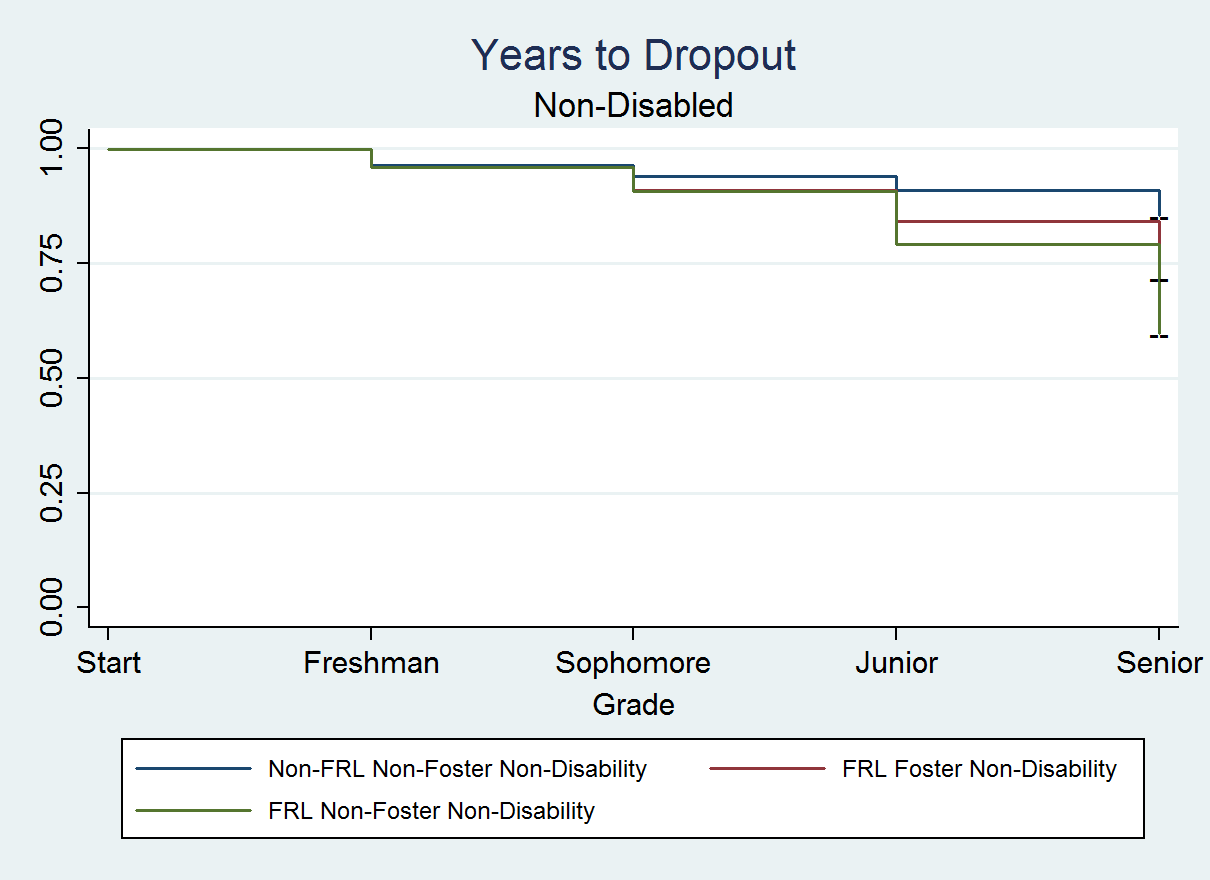 Years to Dropout
Non-Disabled
1.00
0.75
0.50
0.25
0.00
Start Freshman Sophomore Junior Senior
Grade
Non-FRL Non-Foster Non-Disability FRL Foster Non-Disability
FRL Non-Foster Non-Disability